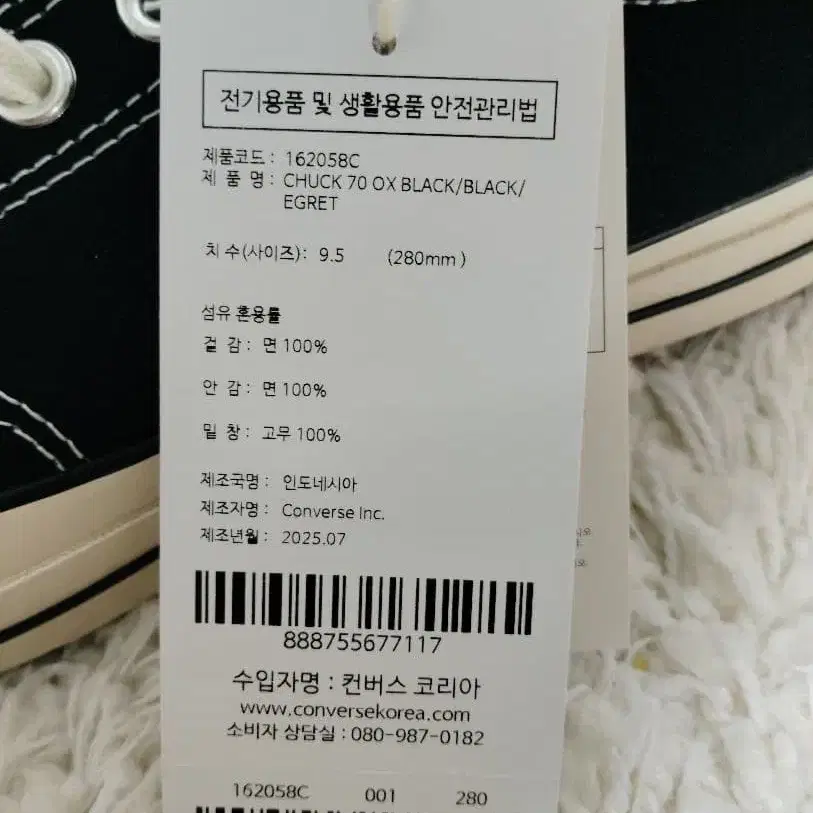 전기용품 및 생활용품 안전관리법
제품코드 : 162058C
제 품 명 : CHUCK 70 OX BLACK/BLACK/
EGRET
치 수(사이즈) : 9.5 (280mm )
섬유 혼용률
겉 감 : 면 100%
안 감 : 면 100%
밑 창 : 고무 100%
제조국명 : 인도네시아
제조자명 : Converse Inc.
제조년월 : 2025.07
888755677117
수입자명 : 컨버스 코리아
www.conversekorea.com
소비자 상담실 : 080-987-0182
162058C 001 280